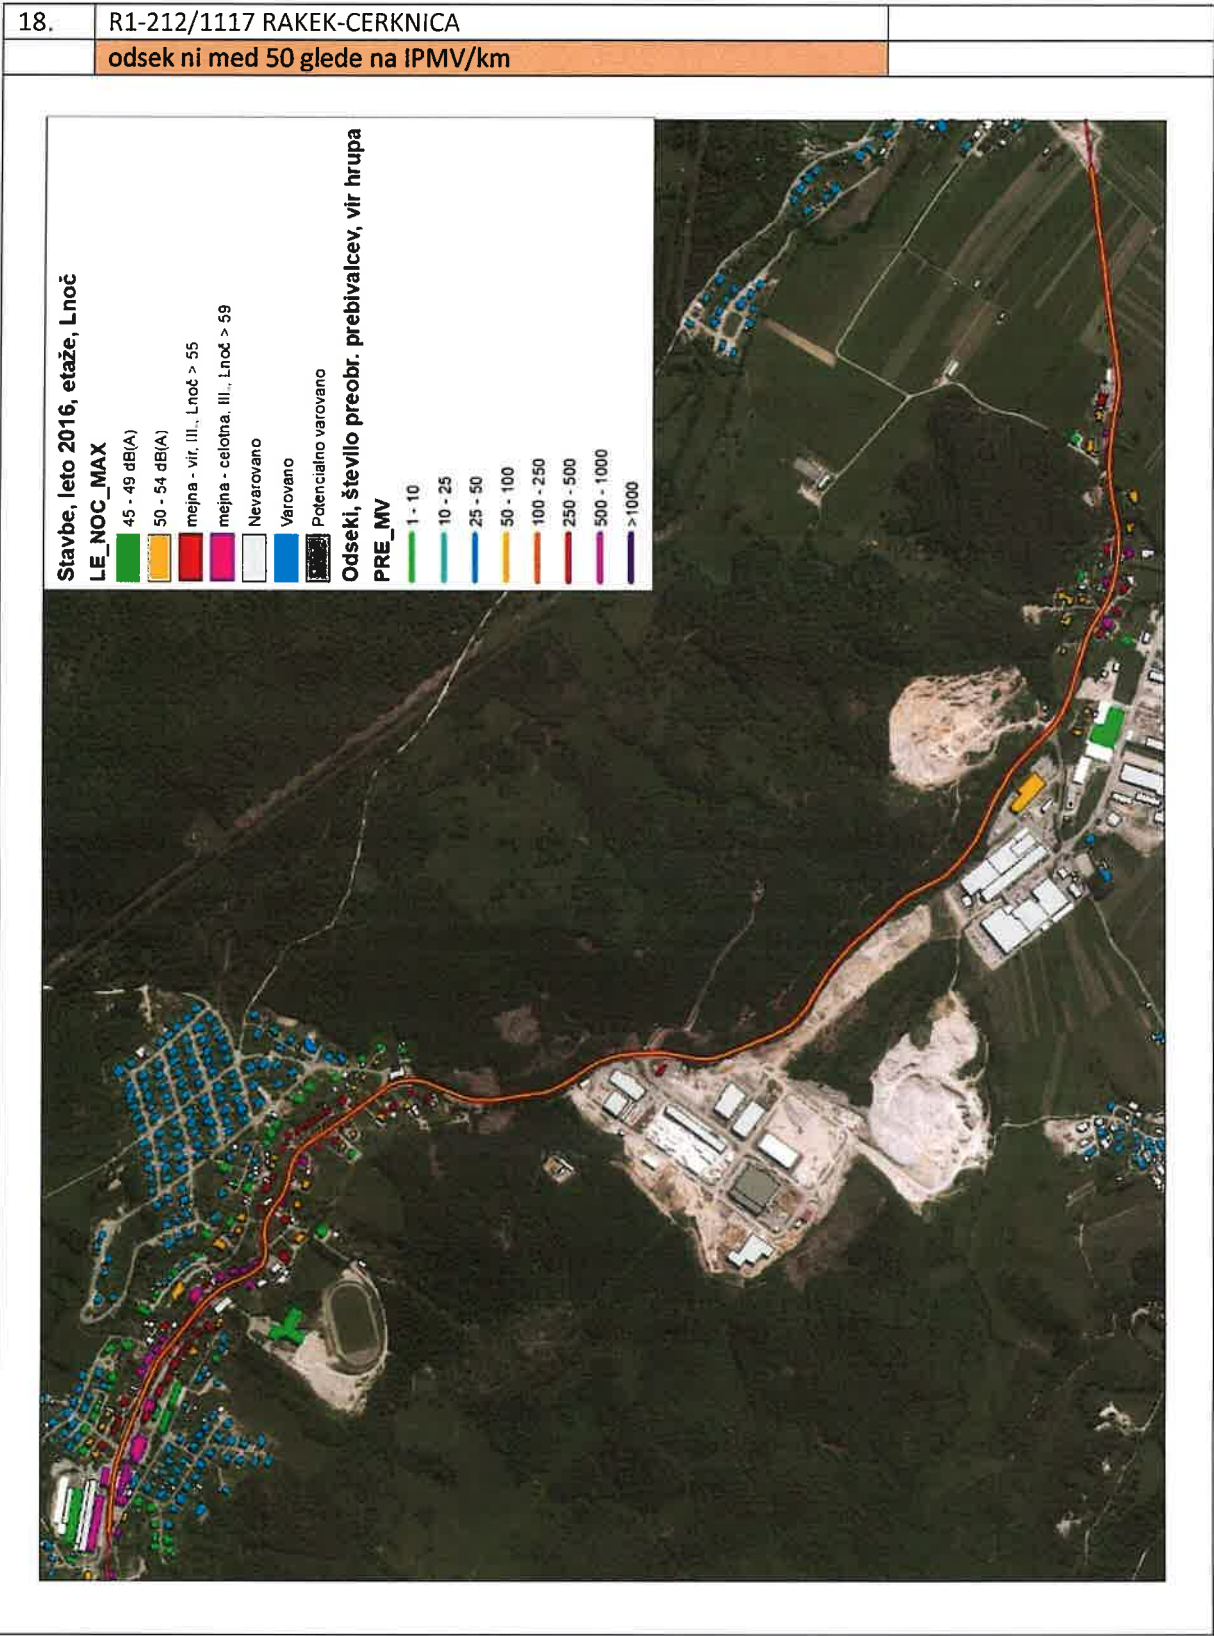 18. R1-212/1117 RAKEK-CERKNICA
odsek ni med 50 glede na IPMV/km
Stavbe, leto 2016, etaže, Lnoč
LE_NOC_MAX
45 - 49 dB(A)
50 - 54 dB(A)
mejna - vir, III., Lnoč > 55
mejna - celotna, III., Lnoč > 59
Nevarovano
Varovano
Potencialno varovano
Odseki, število preobr. prebivalcev, vir hrupa
PRE_MV
1 - 10
10 - 25
25 - 50
50 - 100
100 - 250
250 - 500
500 - 1000
>1000